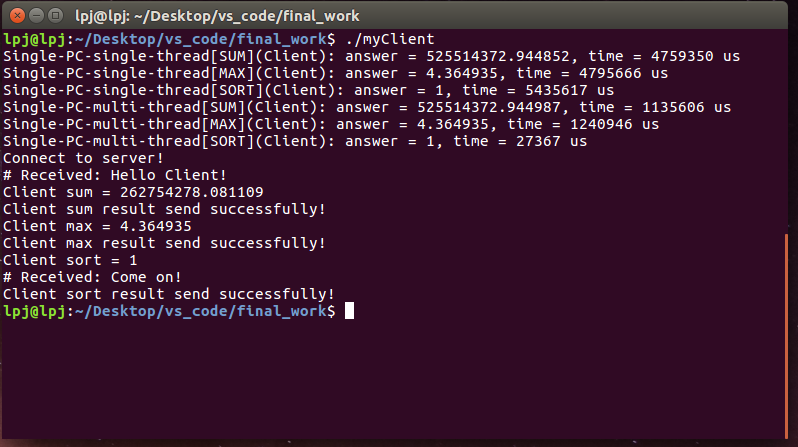 lpj@lpj: ~/Desktop/vs_code/final_work
lpj@lpj:~/Desktop/vs_code/final_work$ ./myClient
Single-PC-single-thread[SUM](Client): answer = 525514372.944852, time = 4759350 us
Single-PC-single-thread[MAX](Client): answer = 4.364935, time = 4795666 us
Single-PC-single-thread[SORT](Client): answer = 1, time = 5435617 us
Single-PC-multi-thread[SUM](Client): answer = 525514372.944987, time = 1135606 us
Single-PC-multi-thread[MAX](Client): answer = 4.364935, time = 1240946 us
Single-PC-multi-thread[SORT](Client): answer = 1, time = 27367 us
Connect to server!
# Received: Hello Client!
Client sum = 262754278.081109
Client sum result send successfully!
Client max = 4.364935
Client max result send successfully!
Client sort = 1
# Received: Come on!
Client sort result send successfully!
lpj@lpj:~/Desktop/vs_code/final_work$